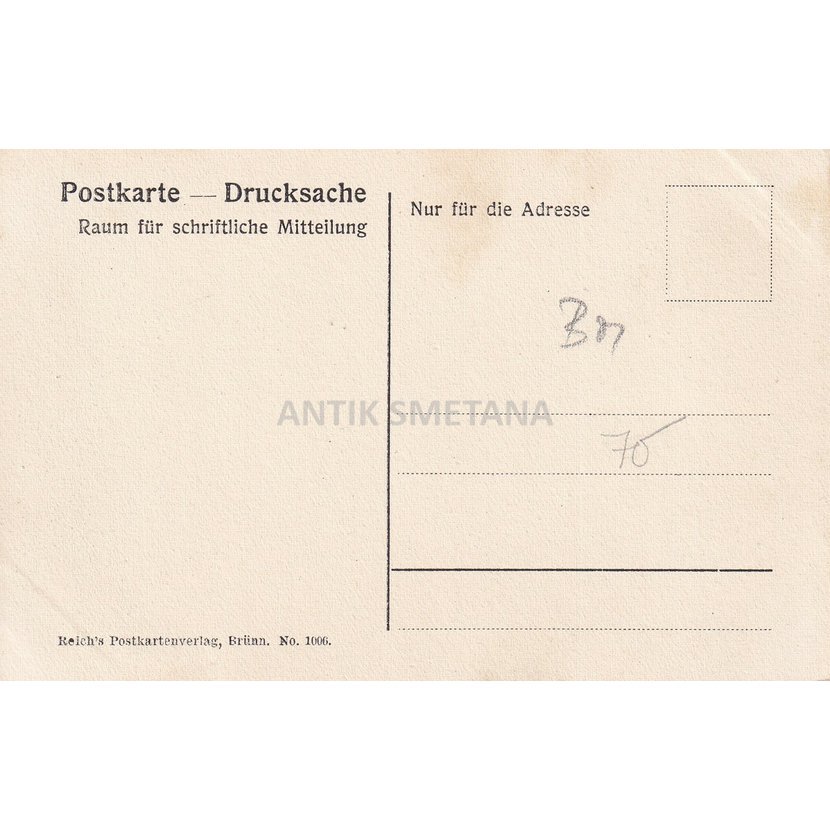 Postkarte — Drucksache
Raum für schriftliche Mitteilung
Nur für die Adresse
ANTIK SMETANA
70
Reich's Postkartenverlag, Brünn. No. 1006.